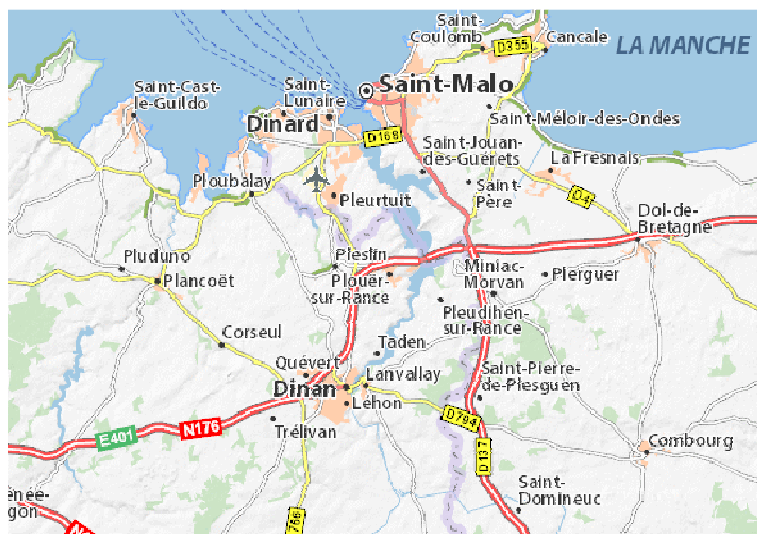 Saint-
Coulomb
D355
Cancale
LA MANCHE
Saint-Cast-
le-Guildo
Saint-
Lunaire
Saint-Malo
Dinard
D168
Saint-Méloir-des-Ondes
Saint-Jouan-
des-Guérets
La Fresnais
Ploubalay
Pleurtuit
Saint-
Père
D4
Dol-de-
Bretagne
Pluduno
Plancoët
Pleslin
Plouër-
sur-Rance
Miniac-
Morvan
Plerguer
Pleudihen-
sur-Rance
Corseul
Taden
Quévert
Dinan
Lanvallay
Saint-Pierre-
de-Plesguen
Léhon
Trélivan
D794
E401
N176
D137
Combourg
Saint-
Domineuc
D766